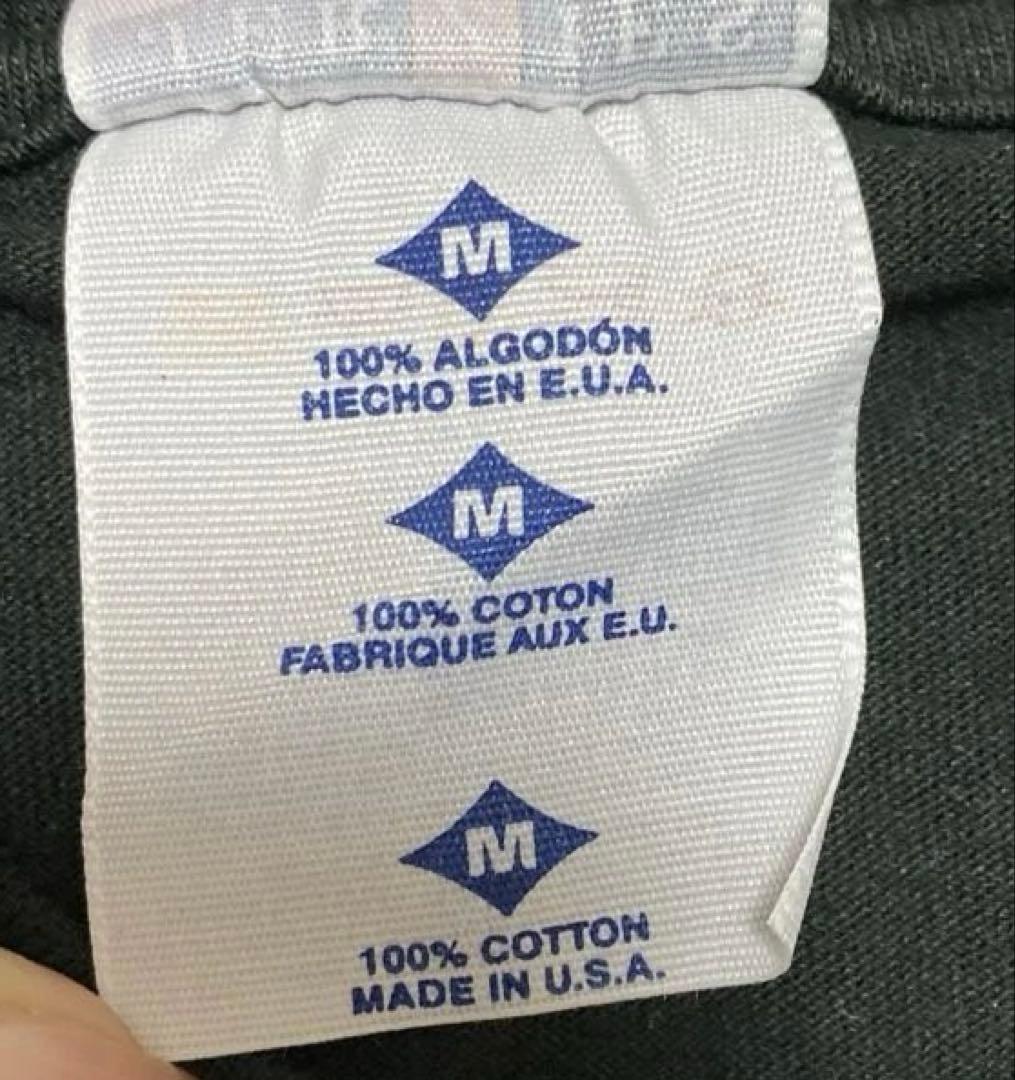 M
100% ALGODÓN
HECHO EN E.U.A.
M
100% COTON
FABRIQUE AUX E.U.
M
100% COTTON
MADE IN U.S.A.